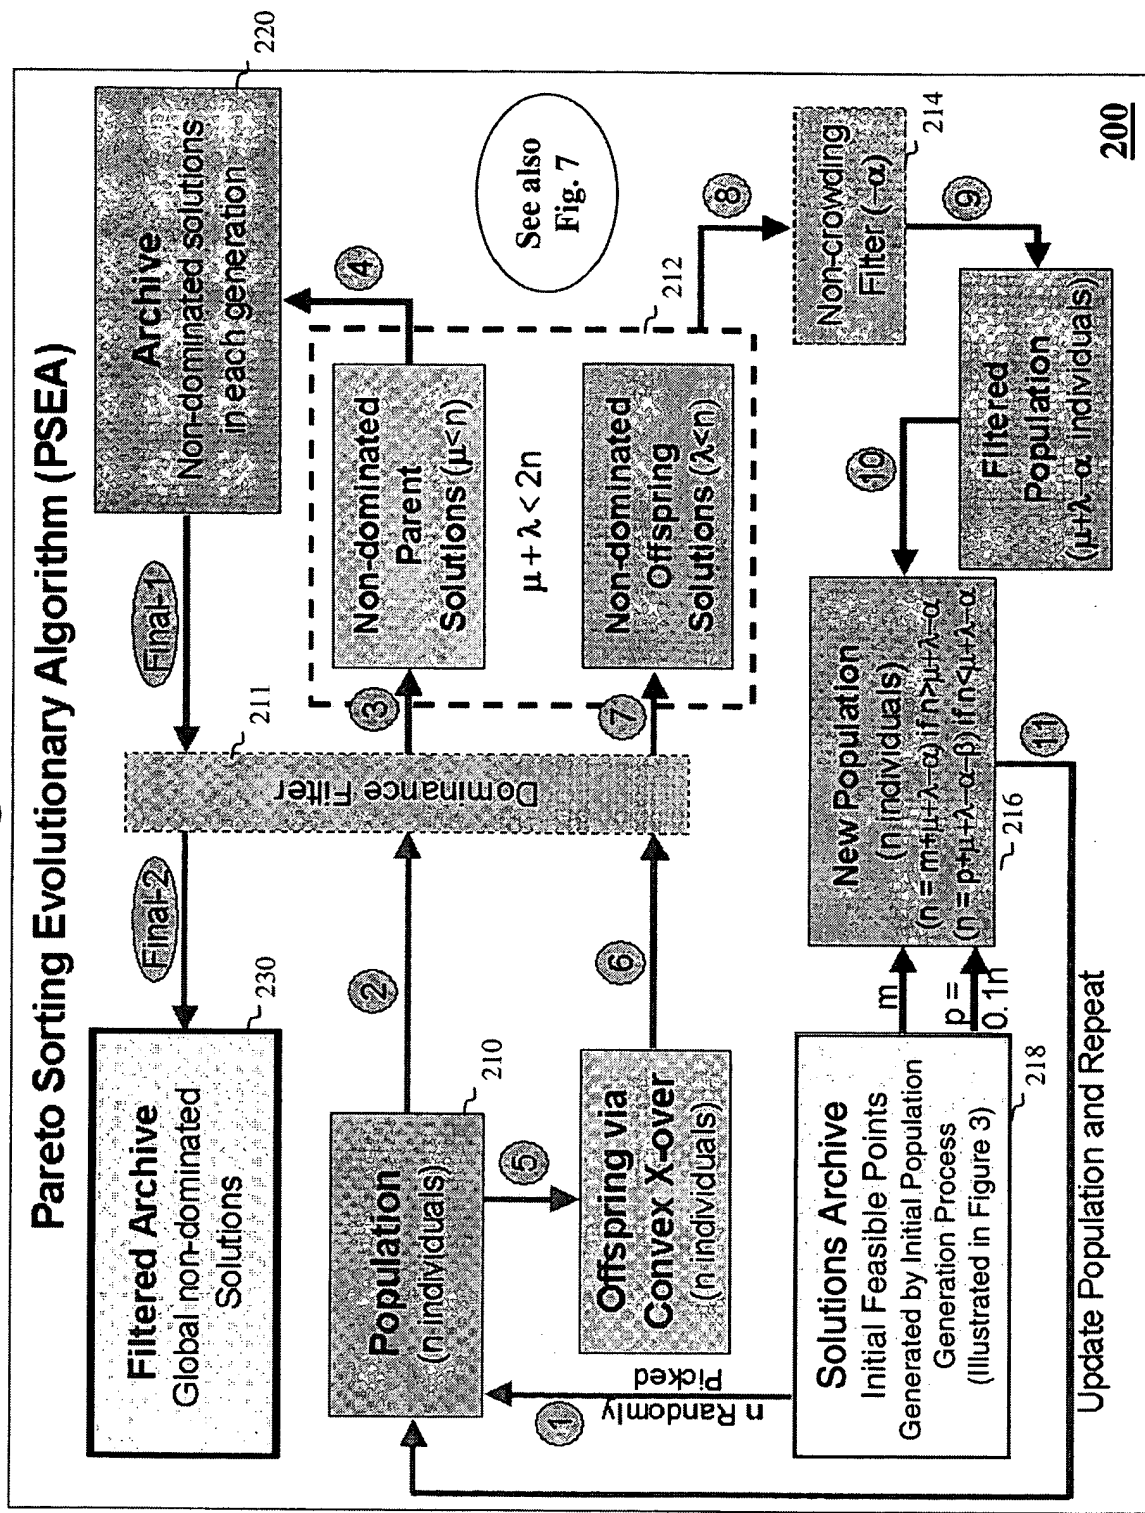 Pareto Sorting Evolutionary Algorithm (PSEA)
Filtered Archive
Global non-dominated
Solutions
230
Final-2
Final-1
211
Dominance Filter
Archive
Non-dominated solutions
in each generation
220
4
Population
(n individuals)
210
2
3
Non-dominated
Parent
Solutions (μ<n)
μ + λ < 2n
See also
Fig. 7
5
Offspring via
Convex X-over
(n individuals)
6
7
Non-dominated
Offspring
Solutions (λ<n)
212
8
1
n Randomly
Picked
Solutions Archive
Initial Feasible Points
Generated by Initial Population
Generation Process
(Illustrated in Figure 3)
218
m
p =
0.1n
New Population
(n individuals)
(n = m+μ+λ-α) if n>μ+λ-α
(n = p+μ+λ-α-β) if n<μ+λ-α
216
10
Filtered
Population
(μ+λ-α individuals)
9
Non-crowding
Filter (-α)
214
11
Update Population and Repeat
200